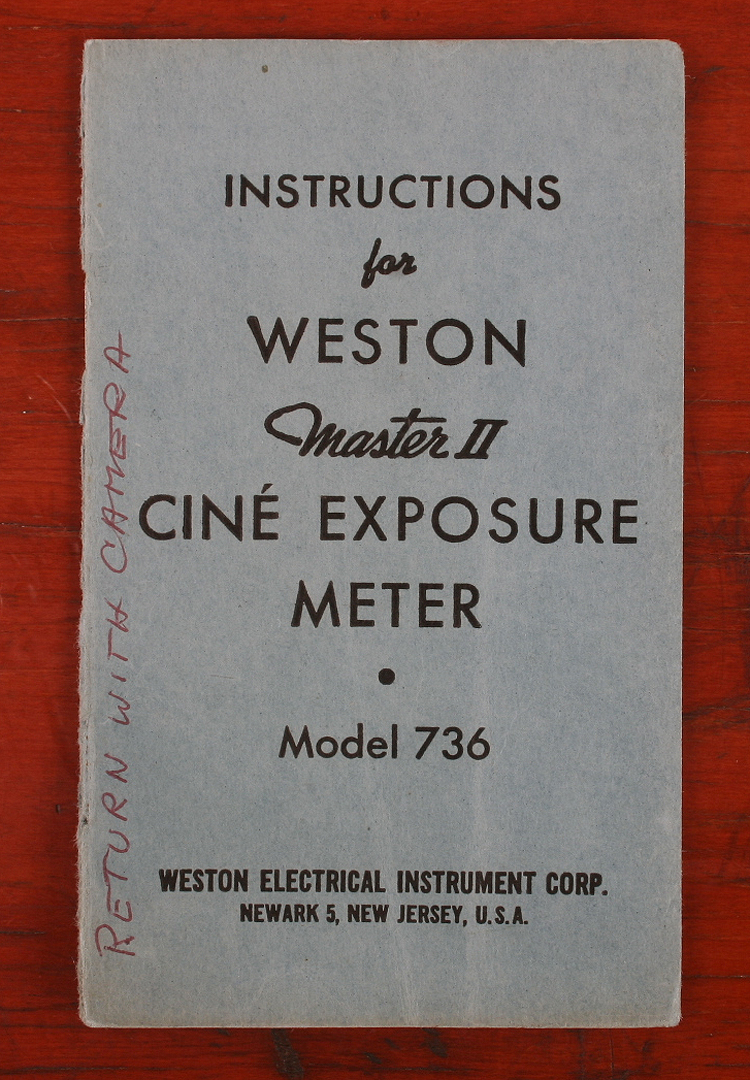 INSTRUCTIONS
for
WESTON
Master II
CINÉ EXPOSURE
METER
Model 736
WESTON ELECTRICAL INSTRUMENT CORP.
NEWARK 5, NEW JERSEY, U.S.A.
RETURN WITH CAMERA